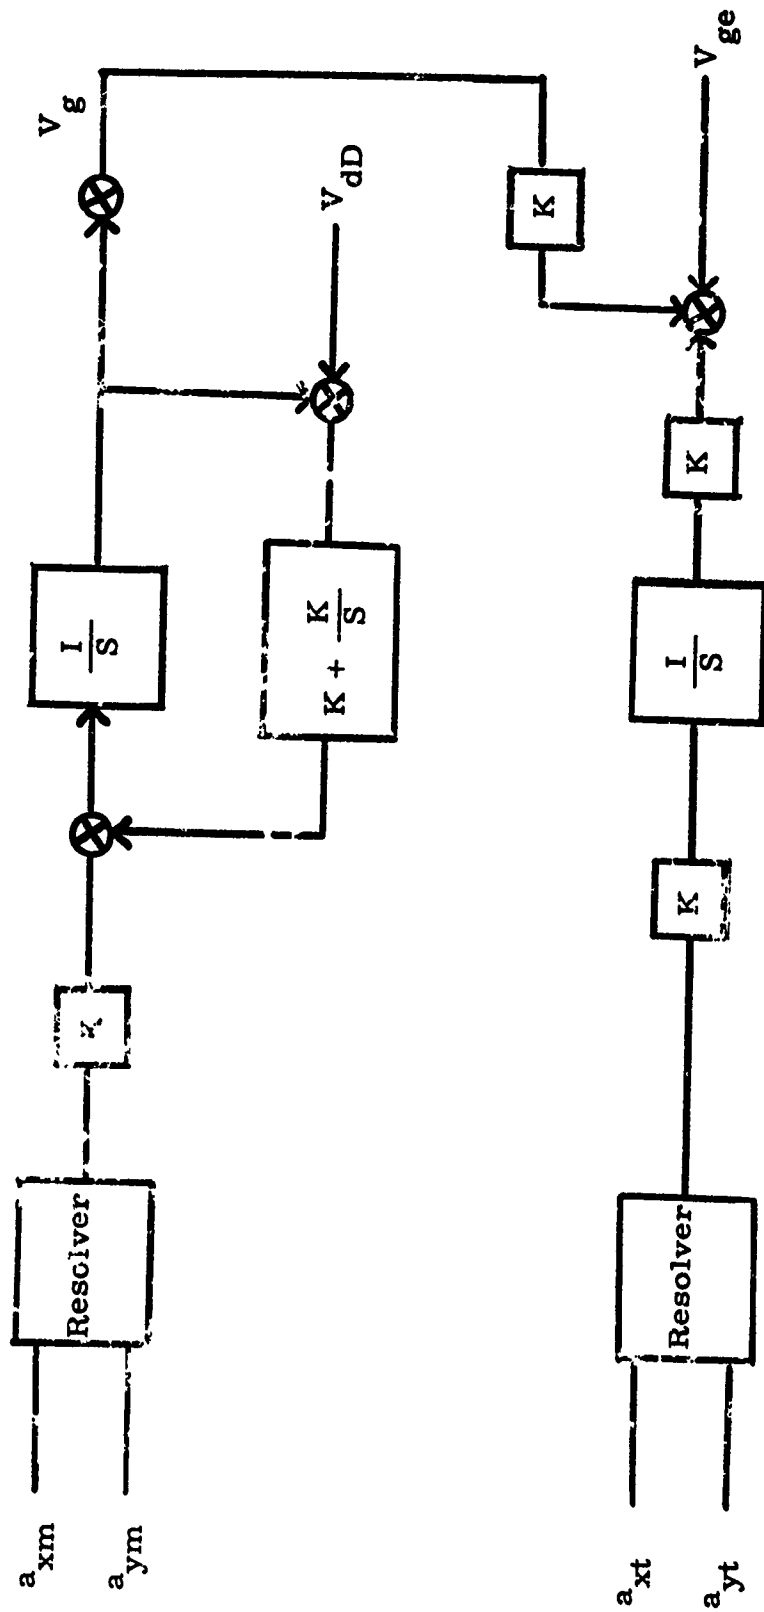 a_xm
a_ym
Resolver
I/S
V_g
K + K/S
V_dD
K
a_xt
a_yt
Resolver
K
I/S
K
V_ge